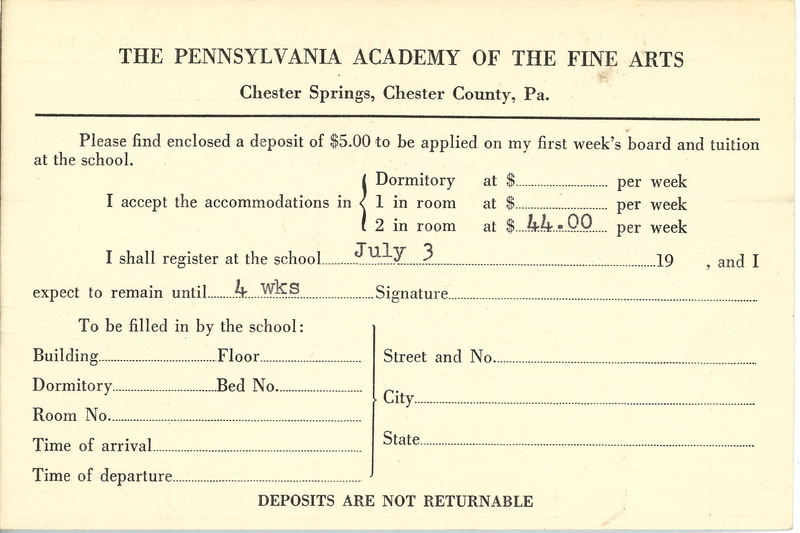 THE PENNSYLVANIA ACADEMY OF THE FINE ARTS
Chester Springs, Chester County, Pa.
Please find enclosed a deposit of $5.00 to be applied on my first week's board and tuition
at the school.
Dormitory at $ per week
I accept the accommodations in 1 in room at $ per week
2 in room at $ 44.00 per week
I shall register at the school July 3 19 , and I
expect to remain until 4 wks Signature
To be filled in by the school:
Building Floor
Dormitory Bed No.
Room No.
Time of arrival
Time of departure
Street and No.
City
State
DEPOSITS ARE NOT RETURNABLE